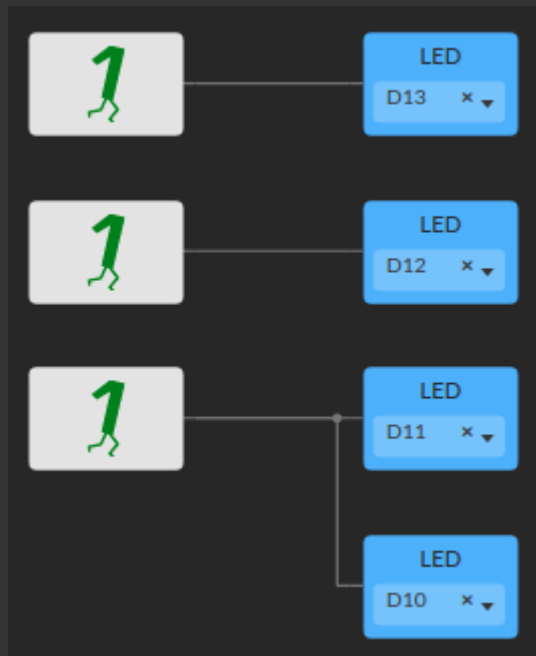 LED
D13 ×
LED
D12 ×
LED
D11 ×
LED
D10 ×